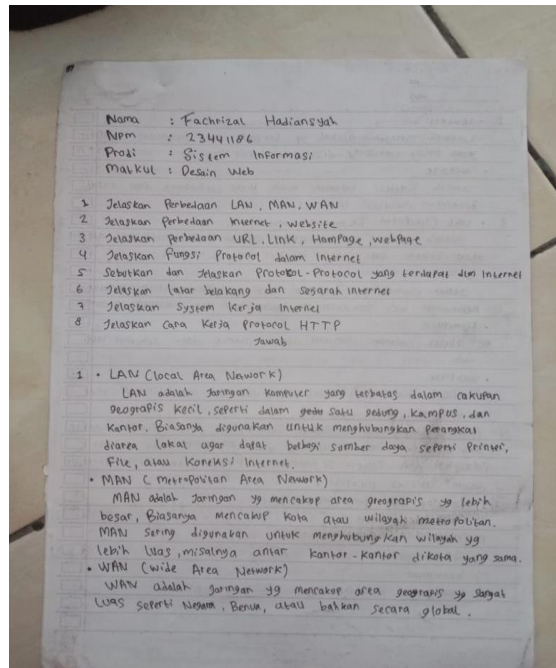 Nama : Fachrizal Hadiansyah
Npm : 23441186
Prodi : Sistem Informasi
Matkul : Desain Web
1 Jelaskan Perbedaan LAN, MAN, WAN
2 Jelaskan Perbedaan Internet, Website
3 Jelaskan perbedaan URL, Link, HomPage, webPage
4 Jelaskan Fungsi Protocol dalam Internet
5 Sebutkan dan Jelaskan Protokol-Protocol yang terdapat dlm Internet
6 Jelaskan Latar belakang dan sejarah internet
7 Jelaskan System kerja Internet
8 Jelaskan Cara Kerja Protocol HTTP
Jawab
1 • LAN (local Area Network)
LAN adalah Jaringan komputer yang terbatas dalam cakupan
geografis kecil, seperti dalam satu gedung, kampus, dan
kantor. Biasanya digunakan untuk menghubungkan perangkat
diarea lokal agar dapat berbagi sumber daya seperti Printer,
File, atau koneksi Internet.
• MAN (Metropolitan Area Network)
MAN adalah Jaringan yg mencakup area greografis yg lebih
besar, Biasanya mencakup kota atau wilayah metropolitan.
MAN sering digunakan untuk menghubungkan wilayah yg
lebih luas, misalnya antar kantor-kantor dikota yang sama.
• WAN (wide Area Network)
WAN adalah Jaringan yg mencakup area geografis yg sangat
Luas seperti Negara, Benua, atau bahkan secara global.